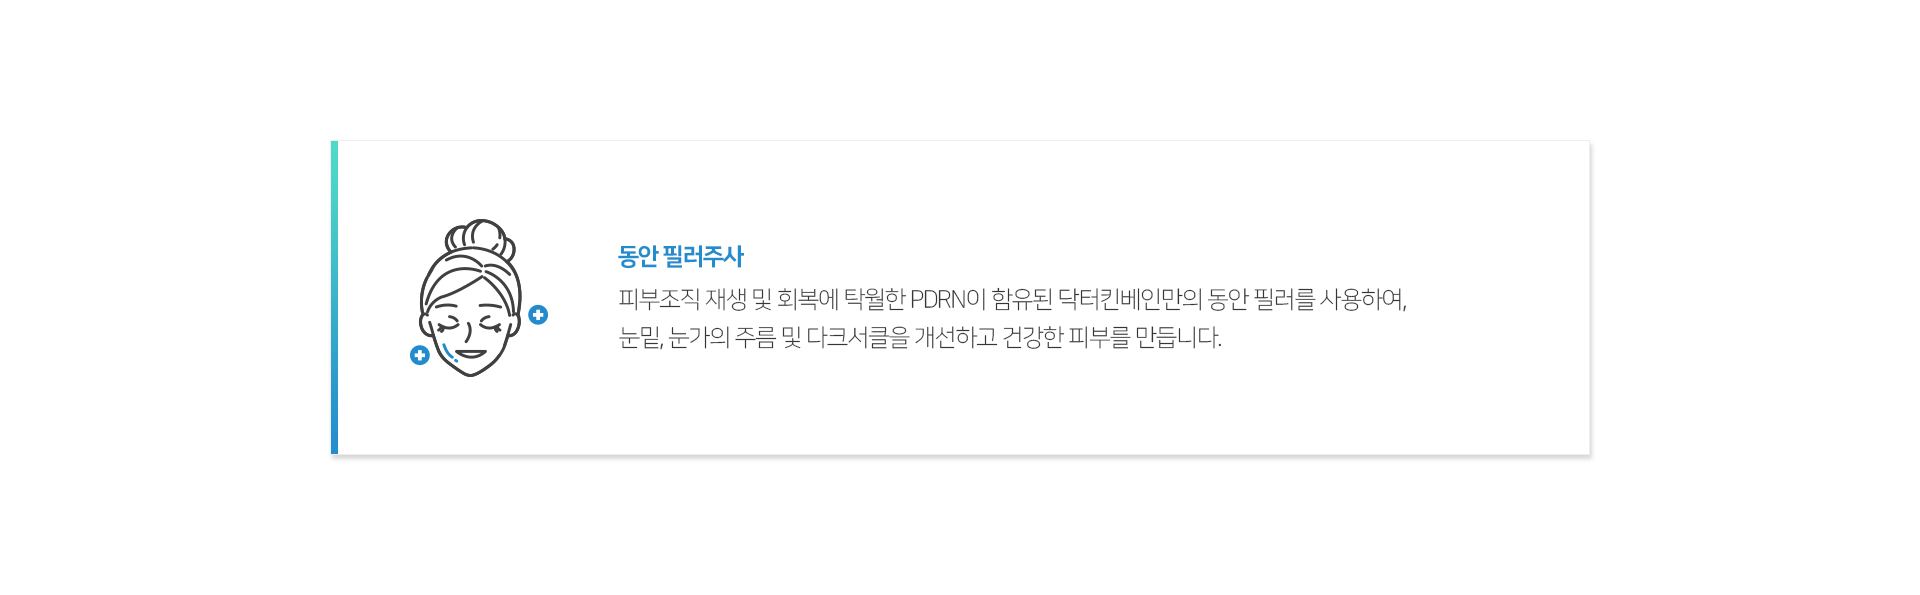 동안 필러주사
피부조직 재생 및 회복에 탁월한 PDRN이 함유된 닥터킨베인만의 동안 필러를 사용하여,
눈밑, 눈가의 주름 및 다크서클을 개선하고 건강한 피부를 만듭니다.